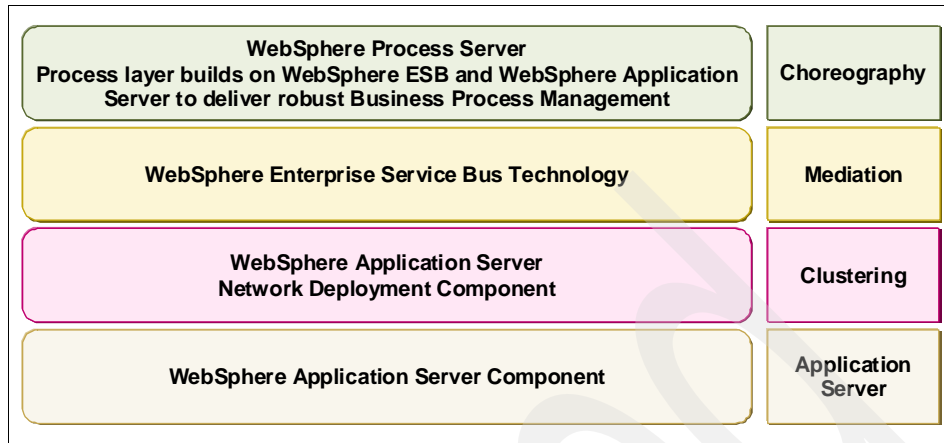 WebSphere Process Server
Process layer builds on WebSphere ESB and WebSphere Application
Server to deliver robust Business Process Management
Choreography
WebSphere Enterprise Service Bus Technology
Mediation
WebSphere Application Server
Network Deployment Component
Clustering
WebSphere Application Server Component
Application
Server